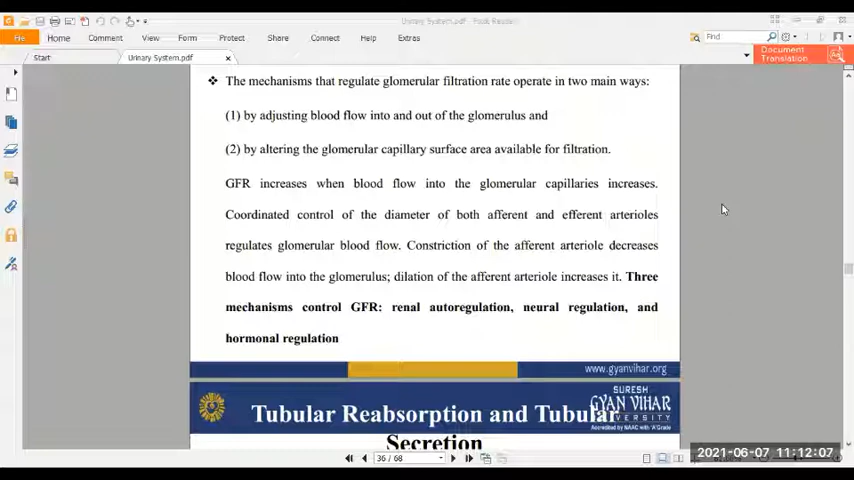 Urinary System.pdf - Foxit Reader
File Home Comment View Form Protect Share Connect Help Extras
Find
Start Urinary System.pdf
Document
Translation
❖ The mechanisms that regulate glomerular filtration rate operate in two main ways:
(1) by adjusting blood flow into and out of the glomerulus and
(2) by altering the glomerular capillary surface area available for filtration.
GFR increases when blood flow into the glomerular capillaries increases.
Coordinated control of the diameter of both afferent and efferent arterioles
regulates glomerular blood flow. Constriction of the afferent arteriole decreases
blood flow into the glomerulus; dilation of the afferent arteriole increases it. Three
mechanisms control GFR: renal autoregulation, neural regulation, and
hormonal regulation
www.gyanvihar.org
SURESH
GYAN VIHAR
UNIVERSITY
Accredited by NAAC with 'A' Grade
Tubular Reabsorption and Tubular
Secretion
36 / 68
2021-06-07 11:12:07